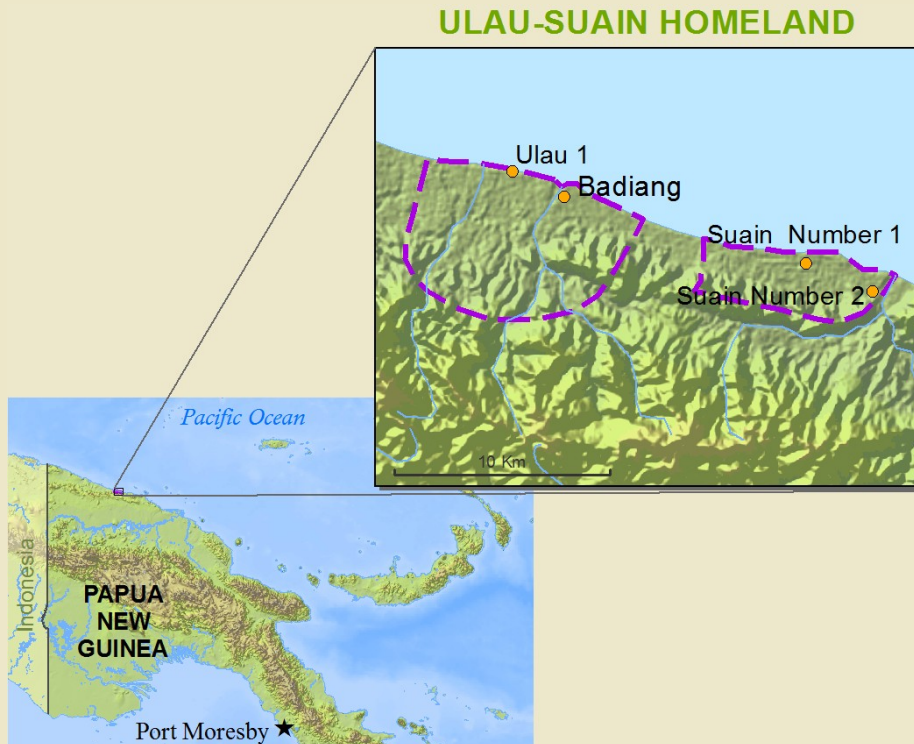 ULAU-SUAIN HOMELAND
Ulau 1
Badiang
Suain Number 1
Suain Number 2
10 Km
Pacific Ocean
Indonesia
PAPUA
NEW
GUINEA
Port Moresby